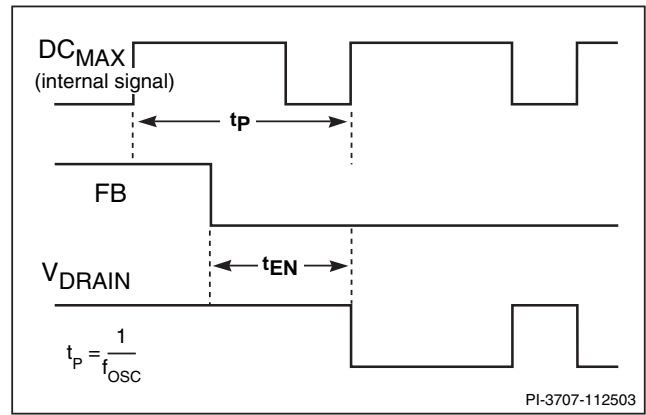 DCMAX
(internal signal)
tP
FB
tEN
VDRAIN
tP = 1/fOSC
PI-3707-112503